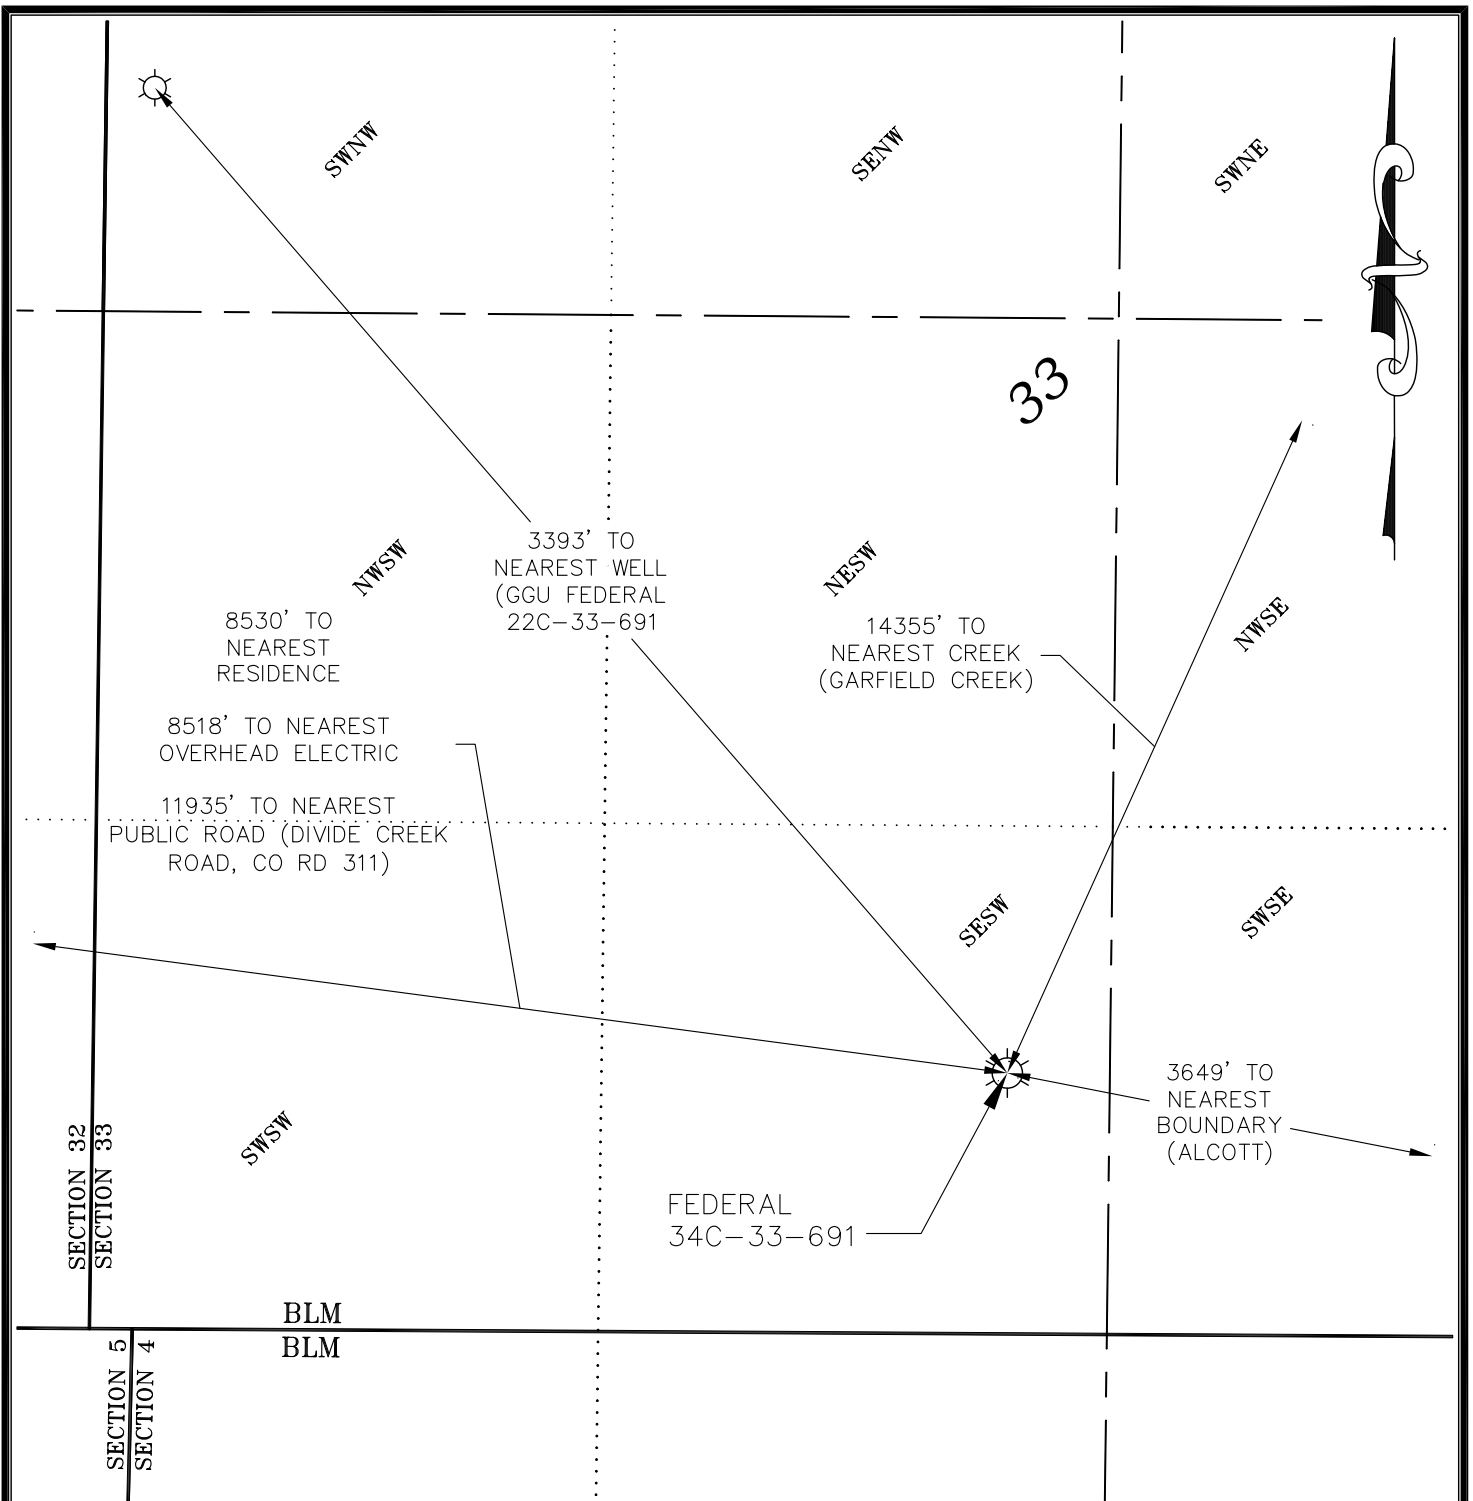 SWNW
SENW
SWNE
33
3393' TO
NEAREST WELL
(GGU FEDERAL
22C-33-691
NWSW
NESW
NWSE
8530' TO
NEAREST
RESIDENCE
8518' TO NEAREST
OVERHEAD ELECTRIC
11935' TO NEAREST
PUBLIC ROAD (DIVIDE CREEK
ROAD, CO RD 311)
14355' TO
NEAREST CREEK
(GARFIELD CREEK)
SESW
SWSE
3649' TO
NEAREST
BOUNDARY
(ALCOTT)
SWSW
FEDERAL
34C-33-691
SECTION 32
SECTION 33
BLM
BLM
SECTION 5
SECTION 4